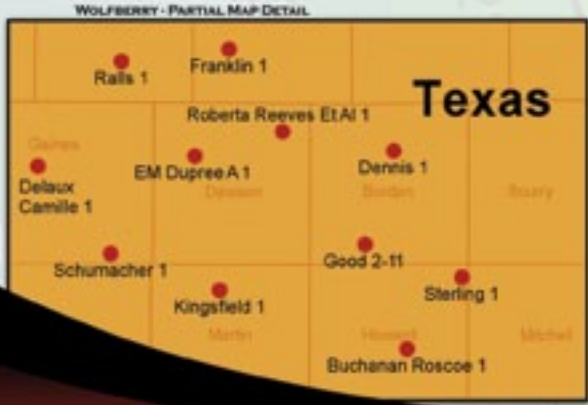 WOLFBERRY - PARTIAL MAP DETAIL
Franklin 1
Ralls 1
Texas
Roberta Reeves Et Al 1
Gaines
EM Dupree A 1
Dennis 1
Delaux
Camille 1
Dawson
Borden
Scurry
Schumacher 1
Good 2-11
Sterling 1
Kingsfield 1
Martin
Howard
Mitchell
Buchanan Roscoe 1